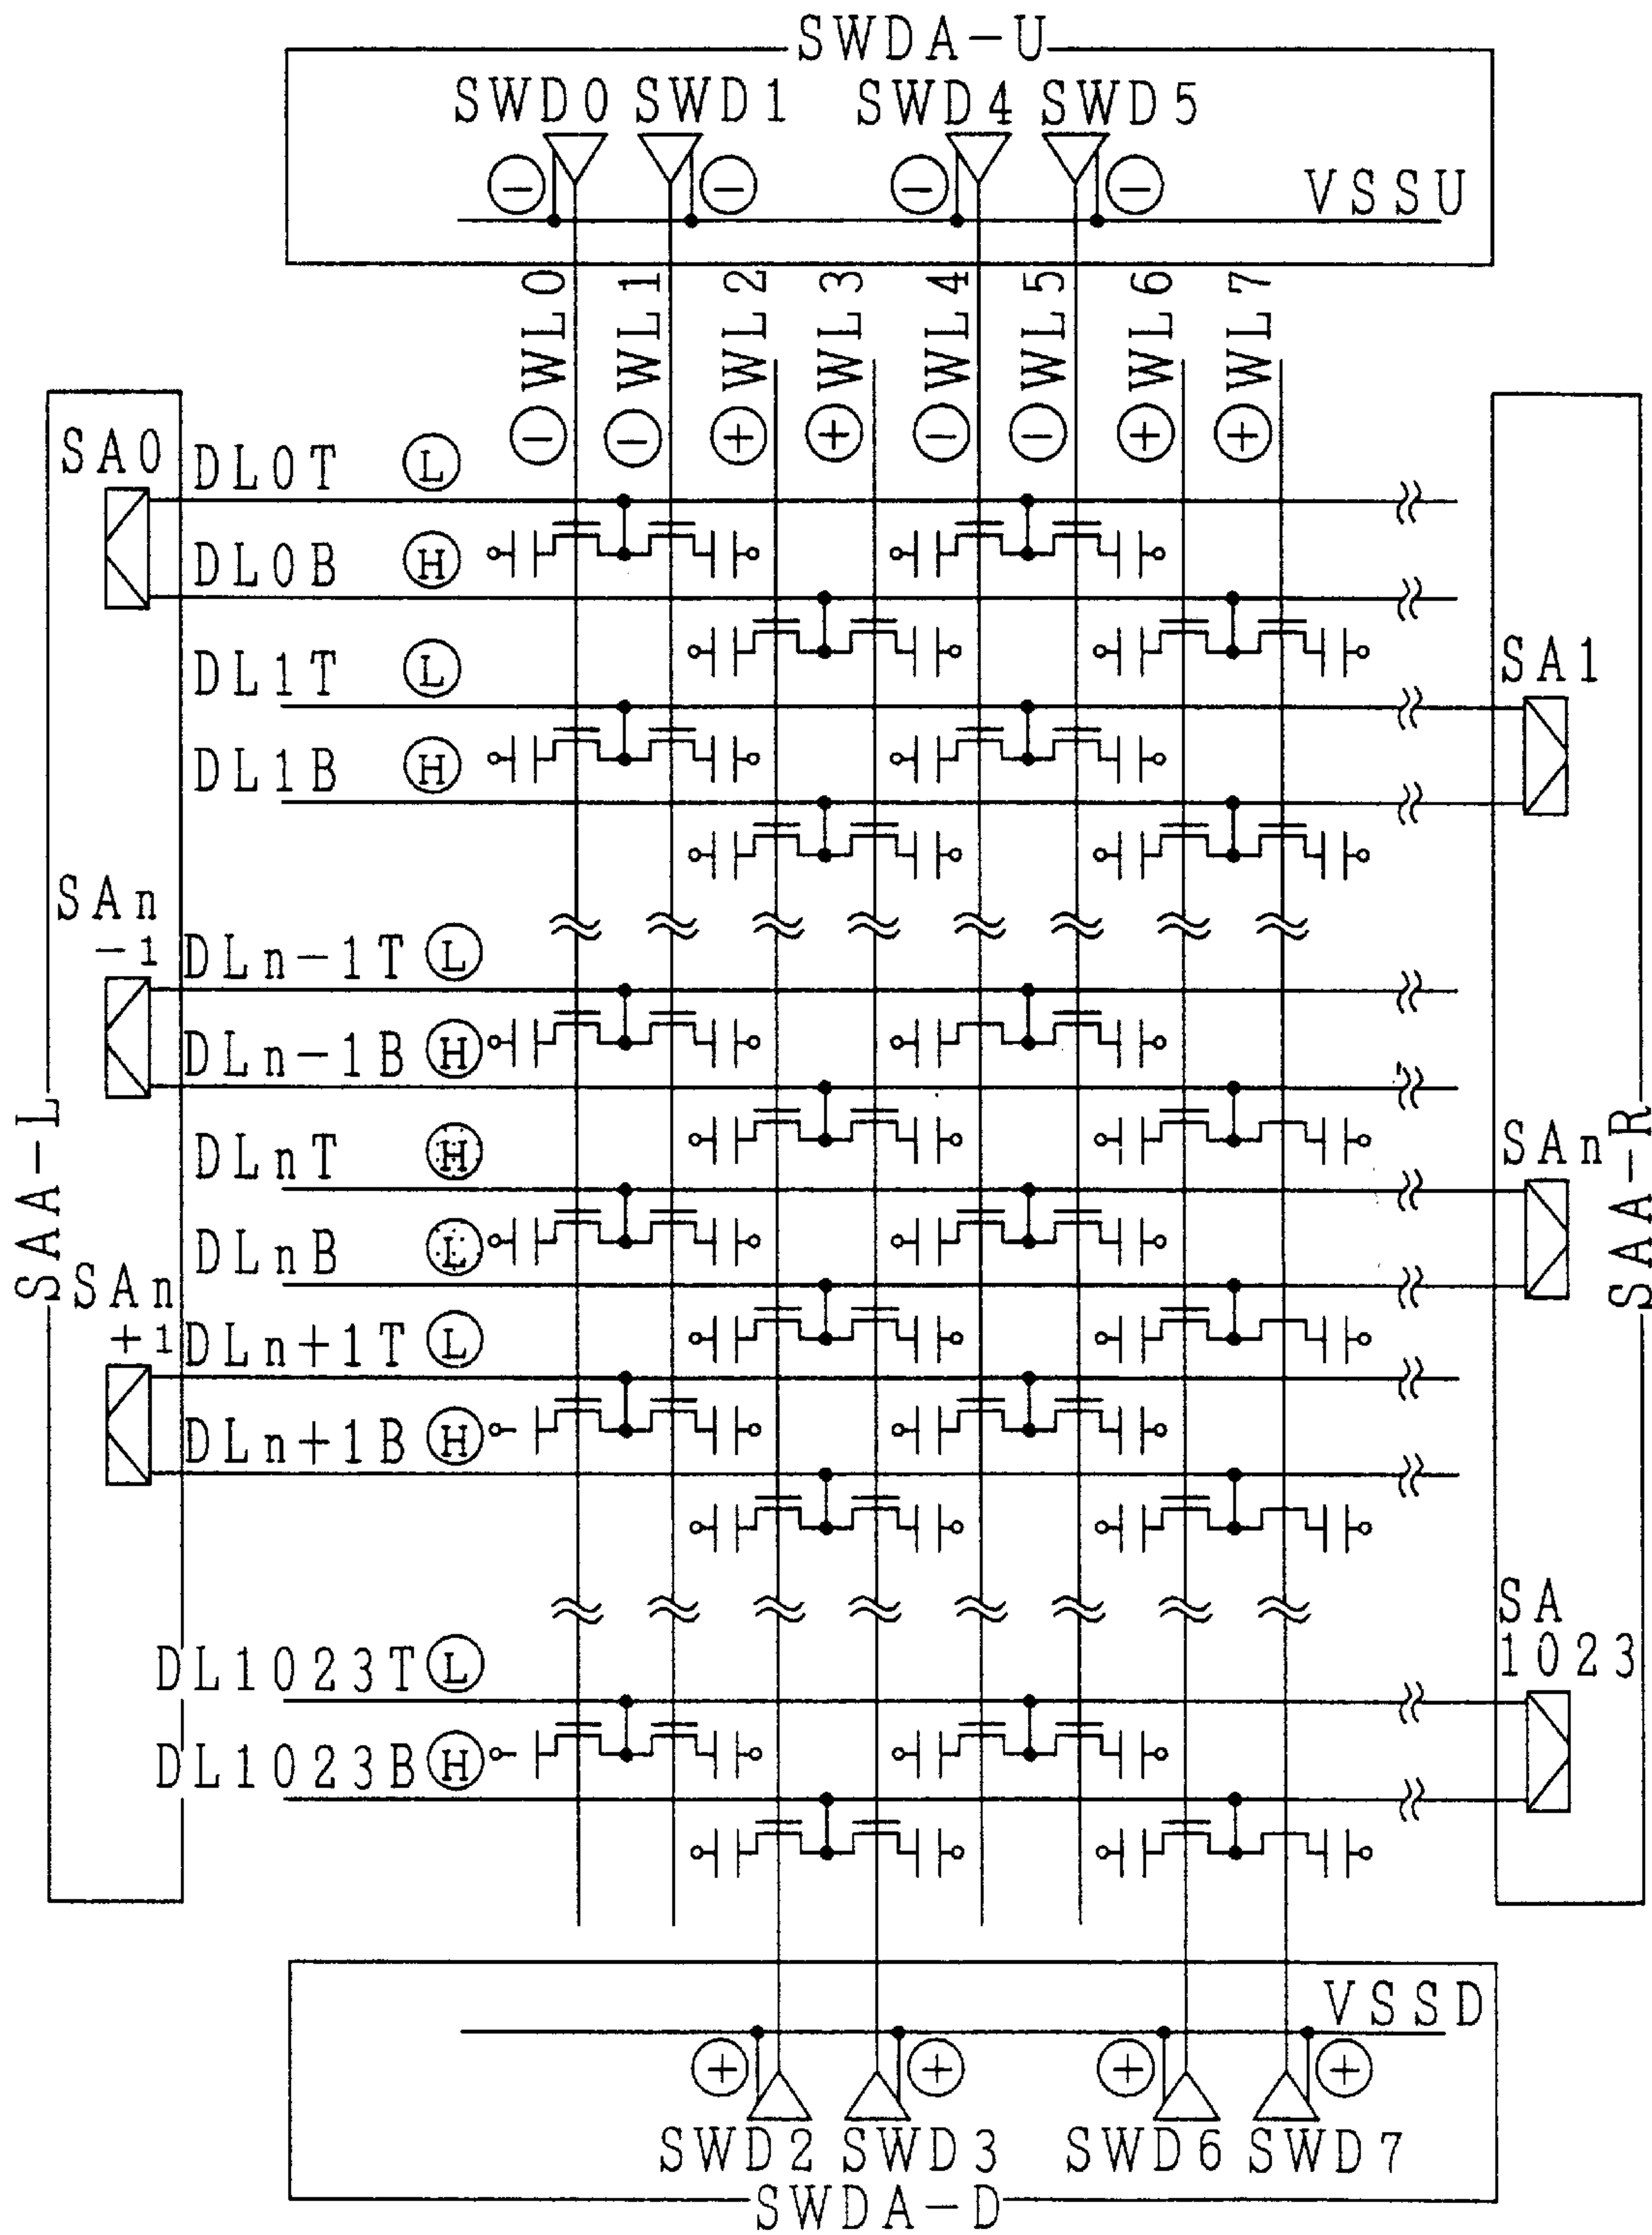 SWDA-U
SWD0 SWD1 SWD4 SWD5
− − − −
VSSU
WL0 WL1 WL2 WL3 WL4 WL5 WL6 WL7
− − + + − − + +
SA0
DL0T L
DL0B H
DL1T L
SA1
DL1B H
SAn
-1
DLn-1T L
DLn-1B H
DLnT H
SAn
DLnB L
SAA-L
SAA-R
SAn
+1
DLn+1T L
DLn+1B H
SA
1023
DL1023T L
DL1023B H
VSSD
+ + + +
SWD2 SWD3 SWD6 SWD7
SWDA-D